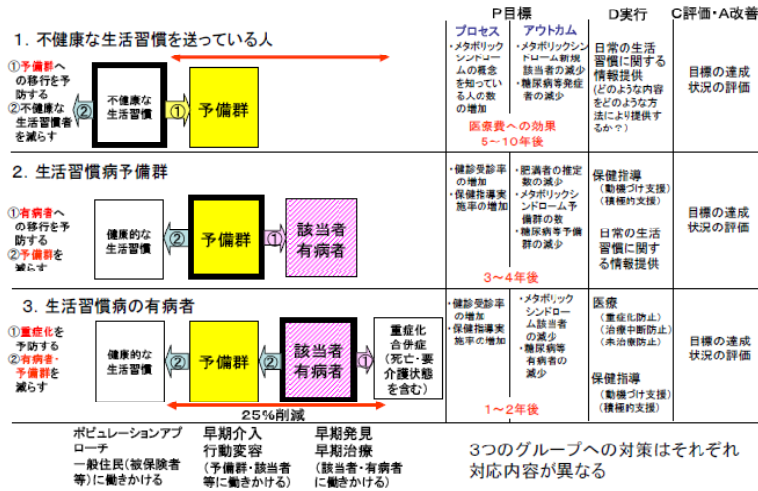 P目標
D実行
C評価・A改善
プロセス
アウトカム
1．不健康な生活習慣を送っている人
①予備群へ
の移行を予
防する
②不健康な
生活習慣者
を減らす
②
不健康な
生活習慣
①
予備群
・メタボリック
シンドロー
ムの概念
を知ってい
る人の数
の増加
・メタボリックシン
ドローム新規
該当者の減少
・糖尿病等発症
者の減少
医療費への効果
5～10年後
日常の生活
習慣に関する
情報提供
(どのような内容
をどのような方
法により提供す
るか？)
目標の達成
状況の評価
2．生活習慣病予備群
①有病者へ
の移行を予
防する
②予備群を
減らす
健康的な
生活習慣
②
予備群
①
該当者
有病者
・健診受診率
の増加
・保健指導実
施率の増加
・肥満者の推定
数の減少
・メタボリックシ
ンドローム予
備群の数
・糖尿病等予備
群の減少
3～4年後
保健指導
(動機づけ支援)
(積極的支援)
日常の生活
習慣に関す
る情報提供
目標の達成
状況の評価
3．生活習慣病の有病者
①重症化を
予防する
②有病者・
予備群を
減らす
健康的な
生活習慣
②
予備群
②
該当者
有病者
①
重症化
合併症
(死亡・要
介護状態
を含む)
25%削減
・健診受診率
の増加
・保健指導実
施率の増加
・メタボリック
シンドロー
ム該当者
の減少
・糖尿病等
有病者の
減少
1～2年後
医療
(重症化防止)
(治療中断防止)
(未治療防止)
保健指導
(動機づけ支援)
(積極的支援)
目標の達成
状況の評価
ポピュレーションアプ
ローチ
一般住民(被保険者
等)に働きかける
早期介入
行動変容
(予備群・該当者
等に働きかける)
早期発見
早期治療
(該当者・有病者
に働きかける)
3つのグループへの対策はそれぞれ
対応内容が異なる